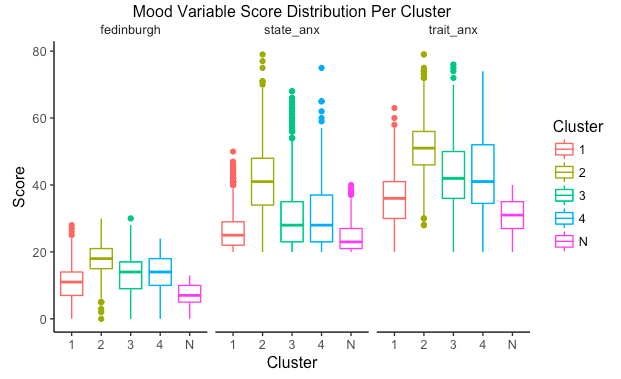 Mood Variable Score Distribution Per Cluster
fedinburgh state_anx trait_anx
80
60
40
20
0
Score
1 2 3 4 N 1 2 3 4 N 1 2 3 4 N
Cluster
Cluster
1
2
3
4
N